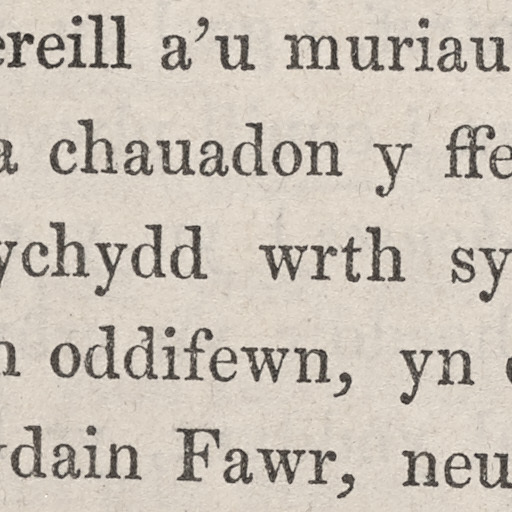 ereill a'u muriau
a chauadon y ffe
ychydd wrth sy
n oddifewn, yn
ydain Fawr, neu